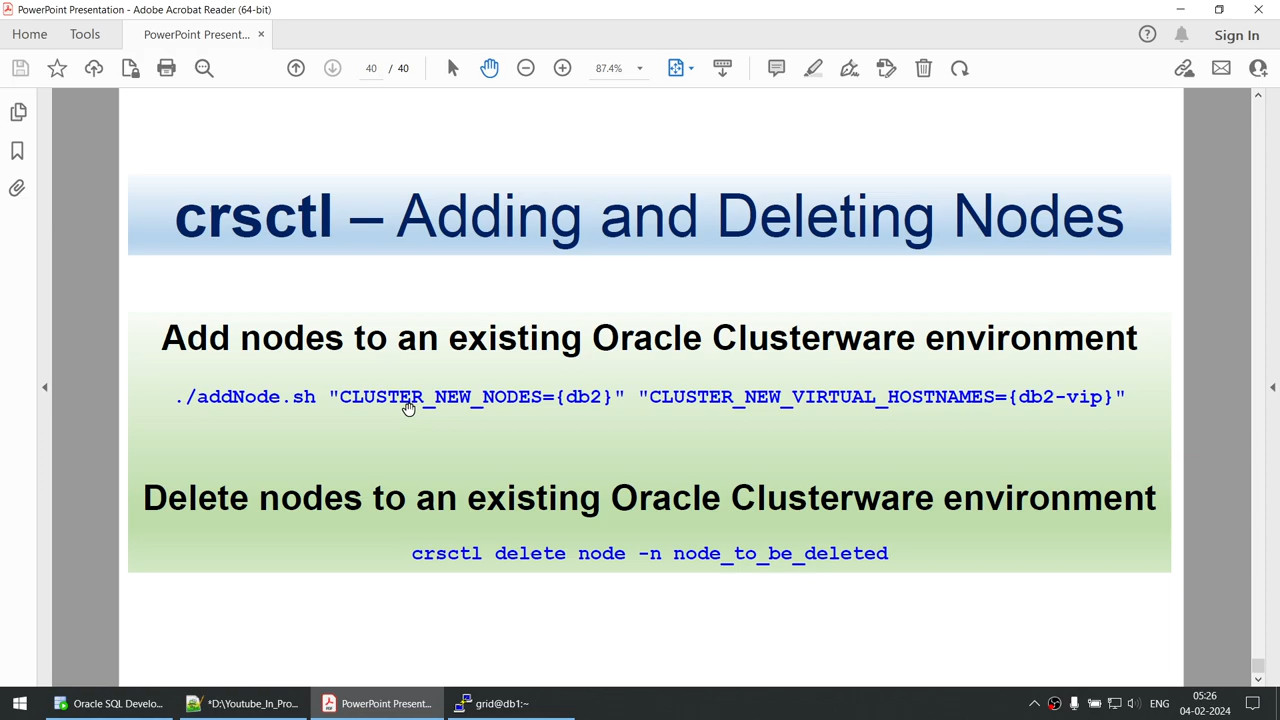 PowerPoint Presentation - Adobe Acrobat Reader (64-bit)
Home Tools PowerPoint Present... × Sign In
40 / 40 87.4%
crsctl – Adding and Deleting Nodes
Add nodes to an existing Oracle Clusterware environment
./addNode.sh "CLUSTER_NEW_NODES={db2}" "CLUSTER_NEW_VIRTUAL_HOSTNAMES={db2-vip}"
Delete nodes to an existing Oracle Clusterware environment
crsctl delete node -n node_to_be_deleted
Oracle SQL Develo... *D:\Youtube_In_Pro... PowerPoint Present... grid@db1:~ ENG 05:26
04-02-2024